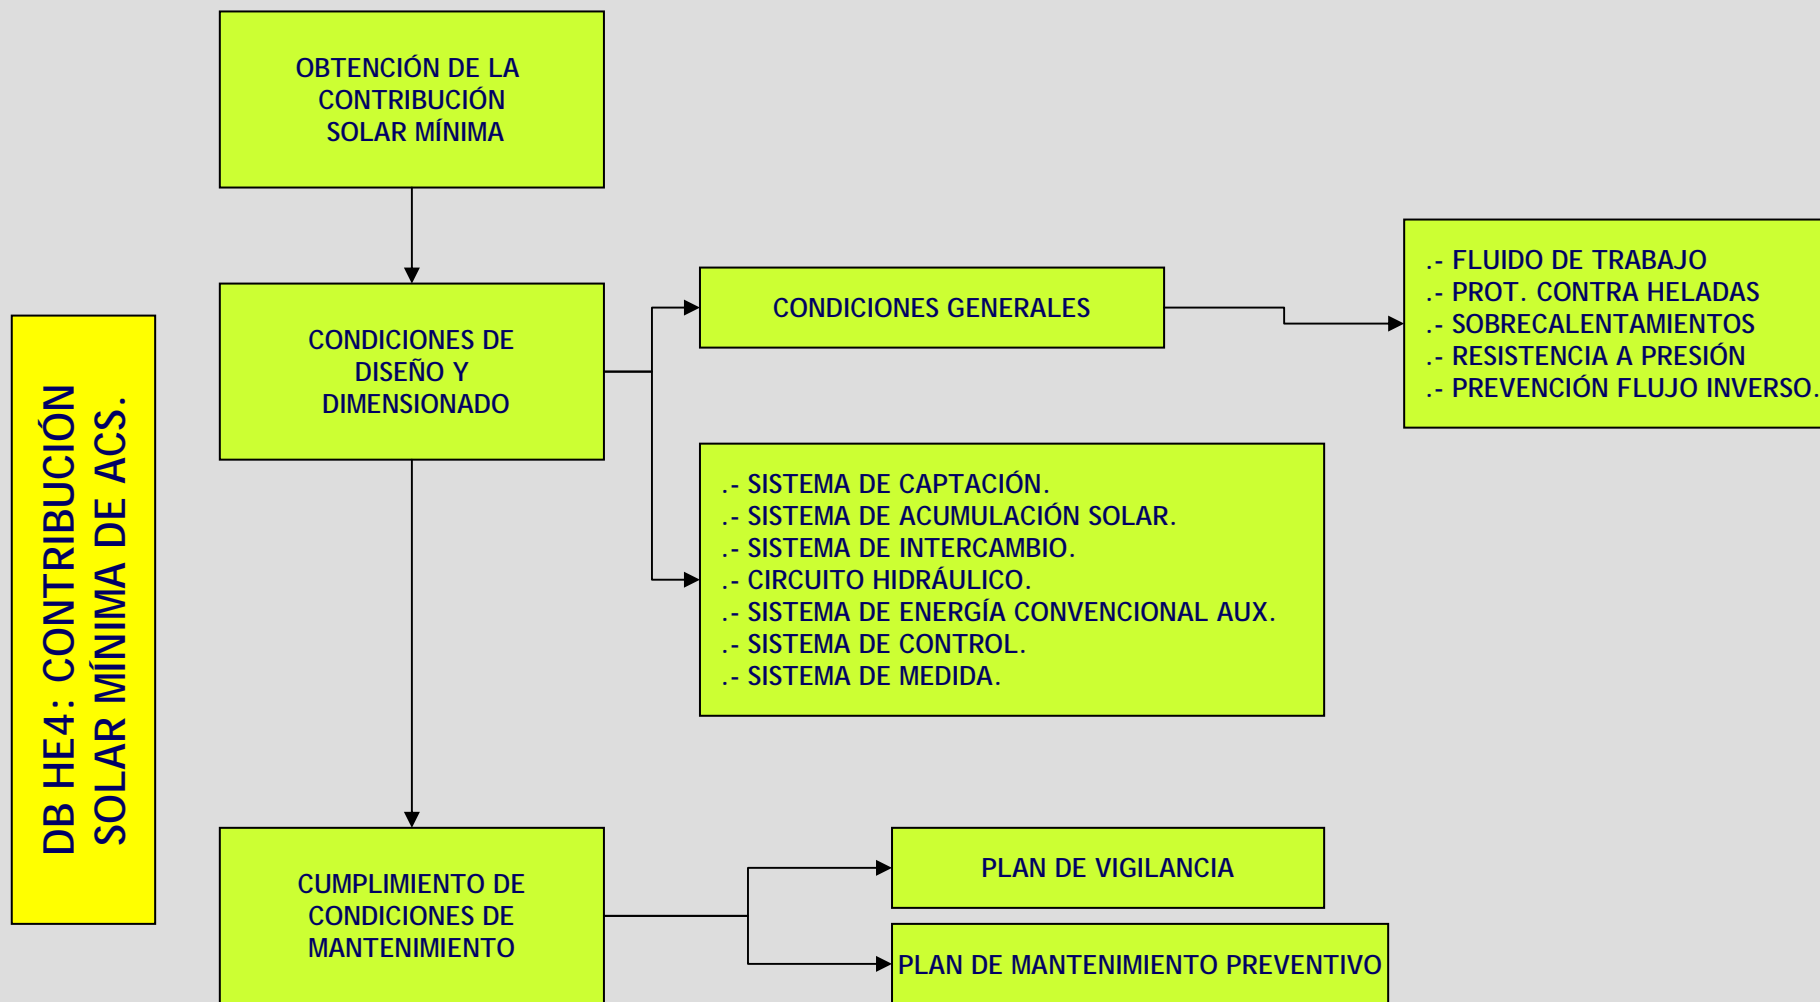 DB HE4: CONTRIBUCIÓN
SOLAR MÍNIMA DE ACS.
OBTENCIÓN DE LA
CONTRIBUCIÓN
SOLAR MÍNIMA
CONDICIONES DE
DISEÑO Y
DIMENSIONADO
CONDICIONES GENERALES
.- FLUIDO DE TRABAJO
.- PROT. CONTRA HELADAS
.- SOBRECALENTAMIENTOS
.- RESISTENCIA A PRESIÓN
.- PREVENCIÓN FLUJO INVERSO.
.- SISTEMA DE CAPTACIÓN.
.- SISTEMA DE ACUMULACIÓN SOLAR.
.- SISTEMA DE INTERCAMBIO.
.- CIRCUITO HIDRÁULICO.
.- SISTEMA DE ENERGÍA CONVENCIONAL AUX.
.- SISTEMA DE CONTROL.
.- SISTEMA DE MEDIDA.
CUMPLIMIENTO DE
CONDICIONES DE
MANTENIMIENTO
PLAN DE VIGILANCIA
PLAN DE MANTENIMIENTO PREVENTIVO